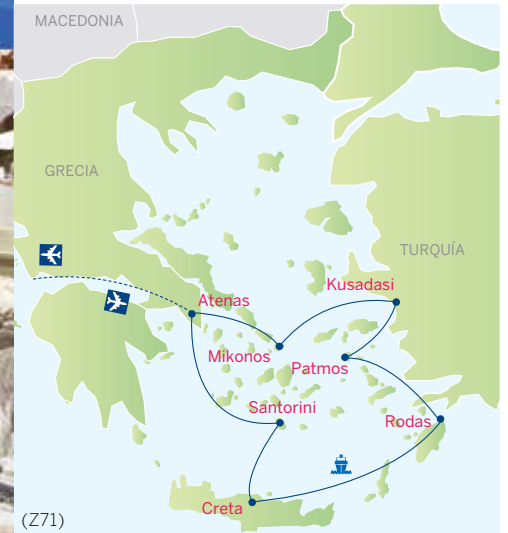 MACEDONIA
GRECIA
TURQUÍA
Kusadasi
Atenas
Mikonos
Patmos
Santorini
Rodas
Creta
(Z71)